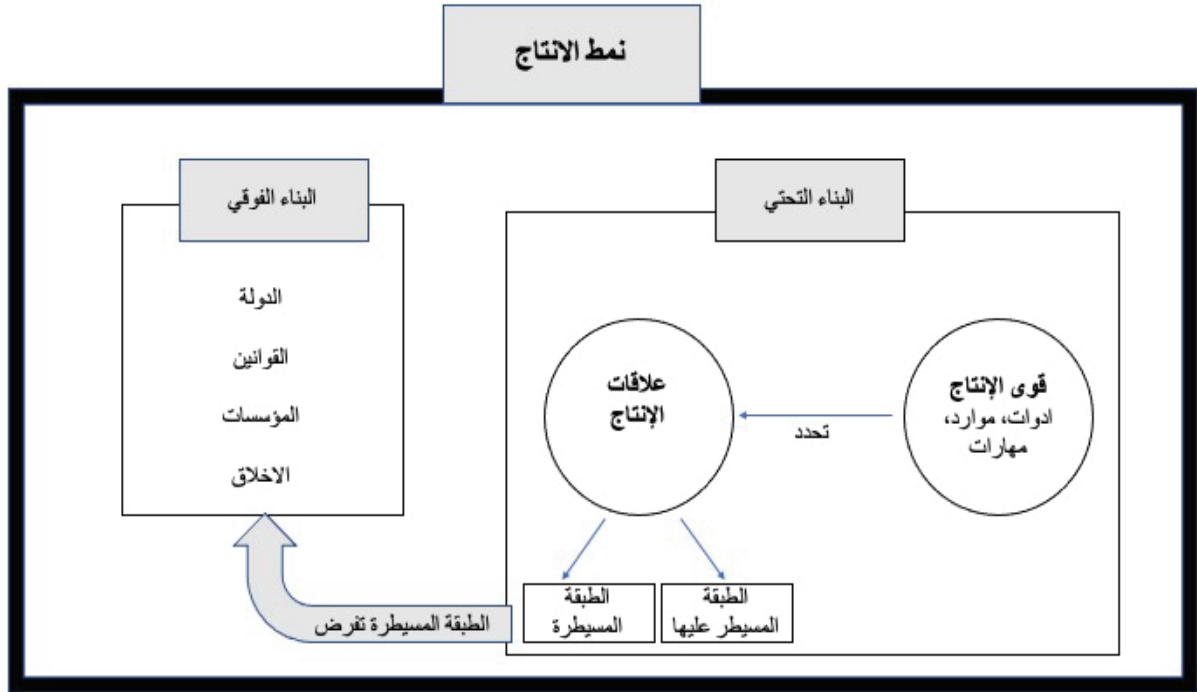 نمط الانتاج
البناء التحتي
قوى الإنتاج
ادوات، موارد،
مهارات
تحدد
علاقات
الإنتاج
الطبقة
المسيطر عليها
الطبقة
المسيطرة
الطبقة المسيطرة تفرض
البناء الفوقي
الدولة
القوانين
المؤسسات
الاخلاق